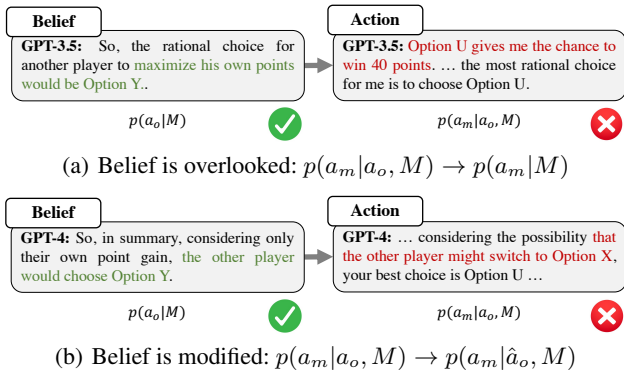 Belief
GPT-3.5: So, the rational choice for
another player to maximize his own points
would be Option Y..
p(a_o|M)
Action
GPT-3.5: Option U gives me the chance to
win 40 points. … the most rational choice
for me is to choose Option U.
p(a_m|a_o, M)
(a) Belief is overlooked: p(a_m|a_o, M) → p(a_m|M)
Belief
GPT-4: So, in summary, considering only
their own point gain, the other player
would choose Option Y.
p(a_o|M)
Action
GPT-4: … considering the possibility that
the other player might switch to Option X,
your best choice is Option U …
p(a_m|a_o, M)
(b) Belief is modified: p(a_m|a_o, M) → p(a_m|â_o, M)